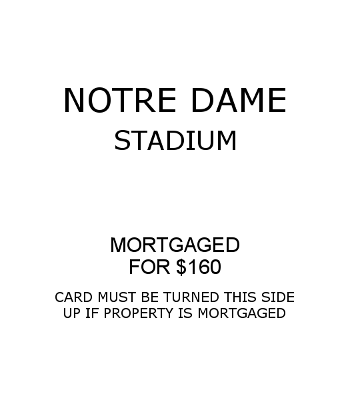 NOTRE DAME
STADIUM
MORTGAGED
FOR $160
CARD MUST BE TURNED THIS SIDE
UP IF PROPERTY IS MORTGAGED